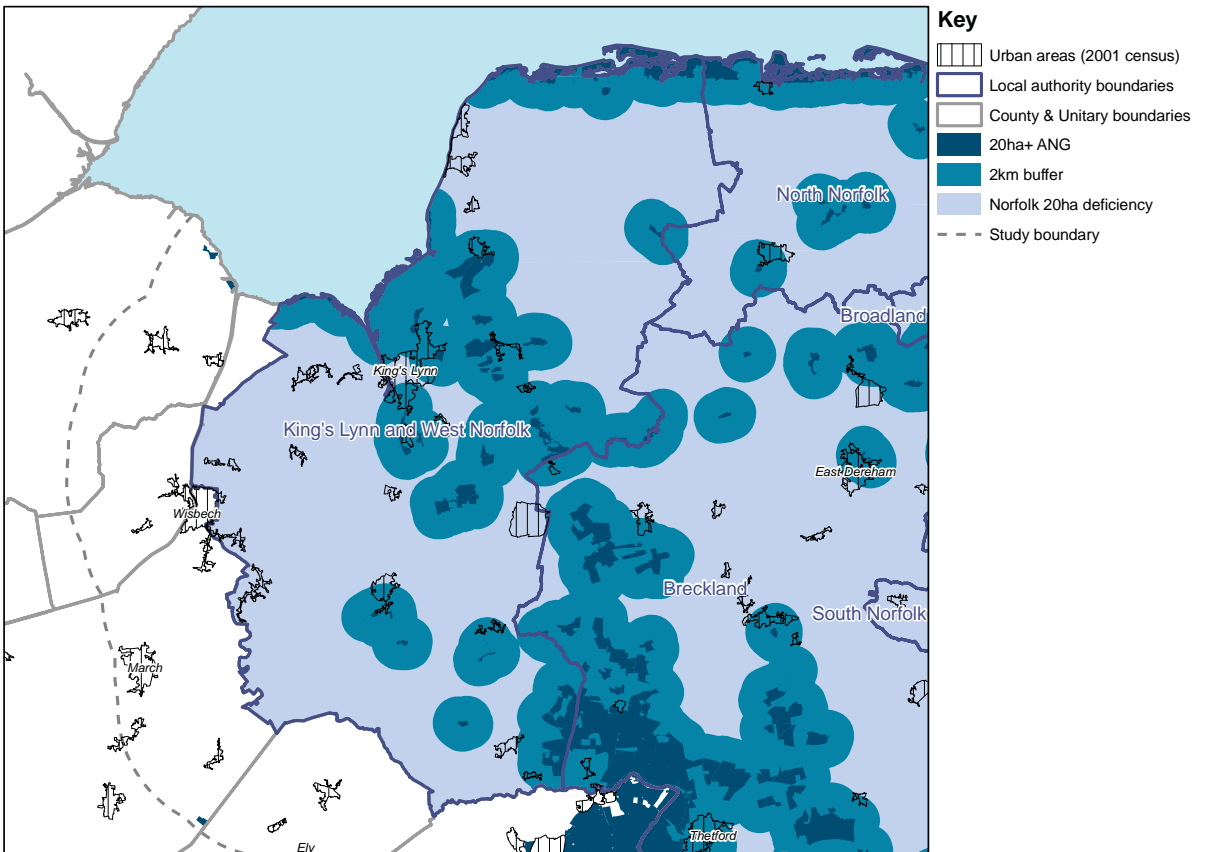 Key
Urban areas (2001 census)
Local authority boundaries
County & Unitary boundaries
20ha+ ANG
2km buffer
Norfolk 20ha deficiency
Study boundary
North Norfolk
Broadland
King's Lynn
King's Lynn and West Norfolk
East Dereham
Wisbech
Breckland
South Norfolk
March
Thetford
Ely